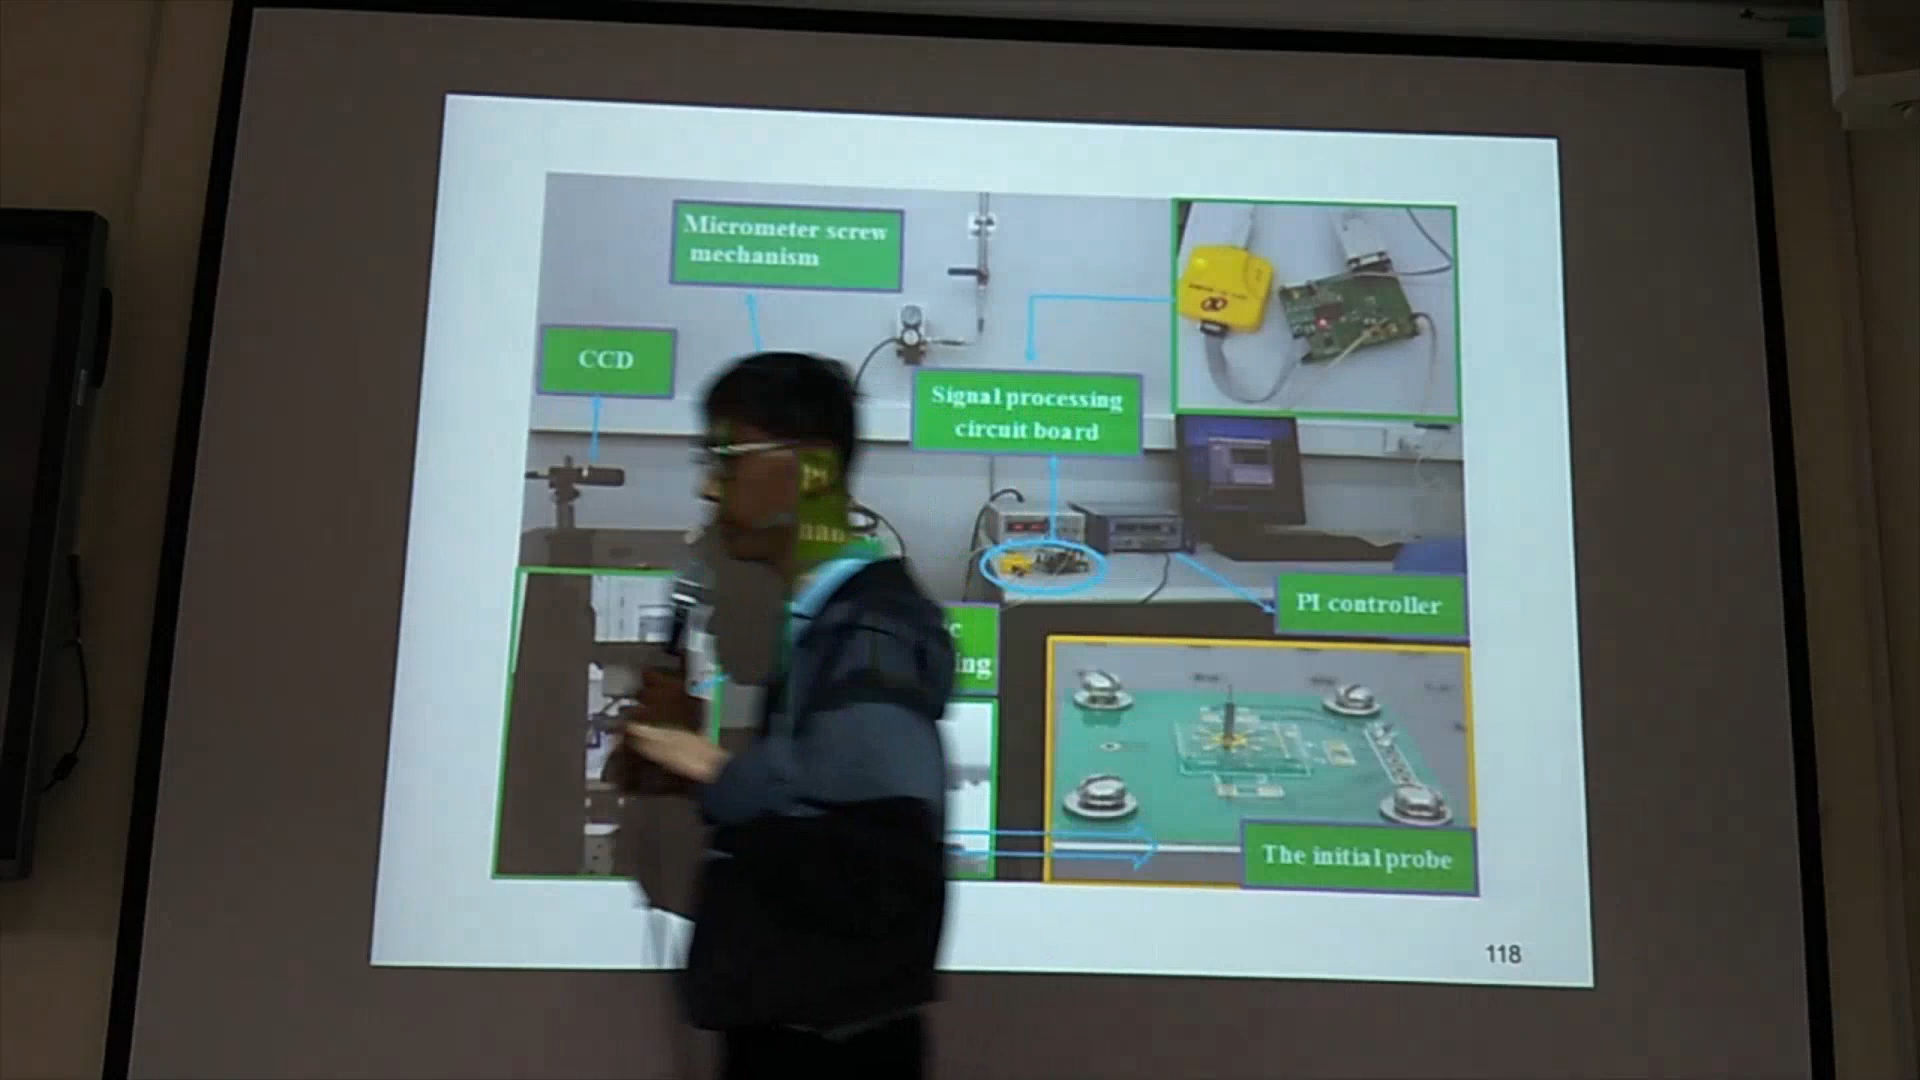 Micrometer screw
mechanism
CCD
Signal processing
circuit board
PI controller
The initial probe
118